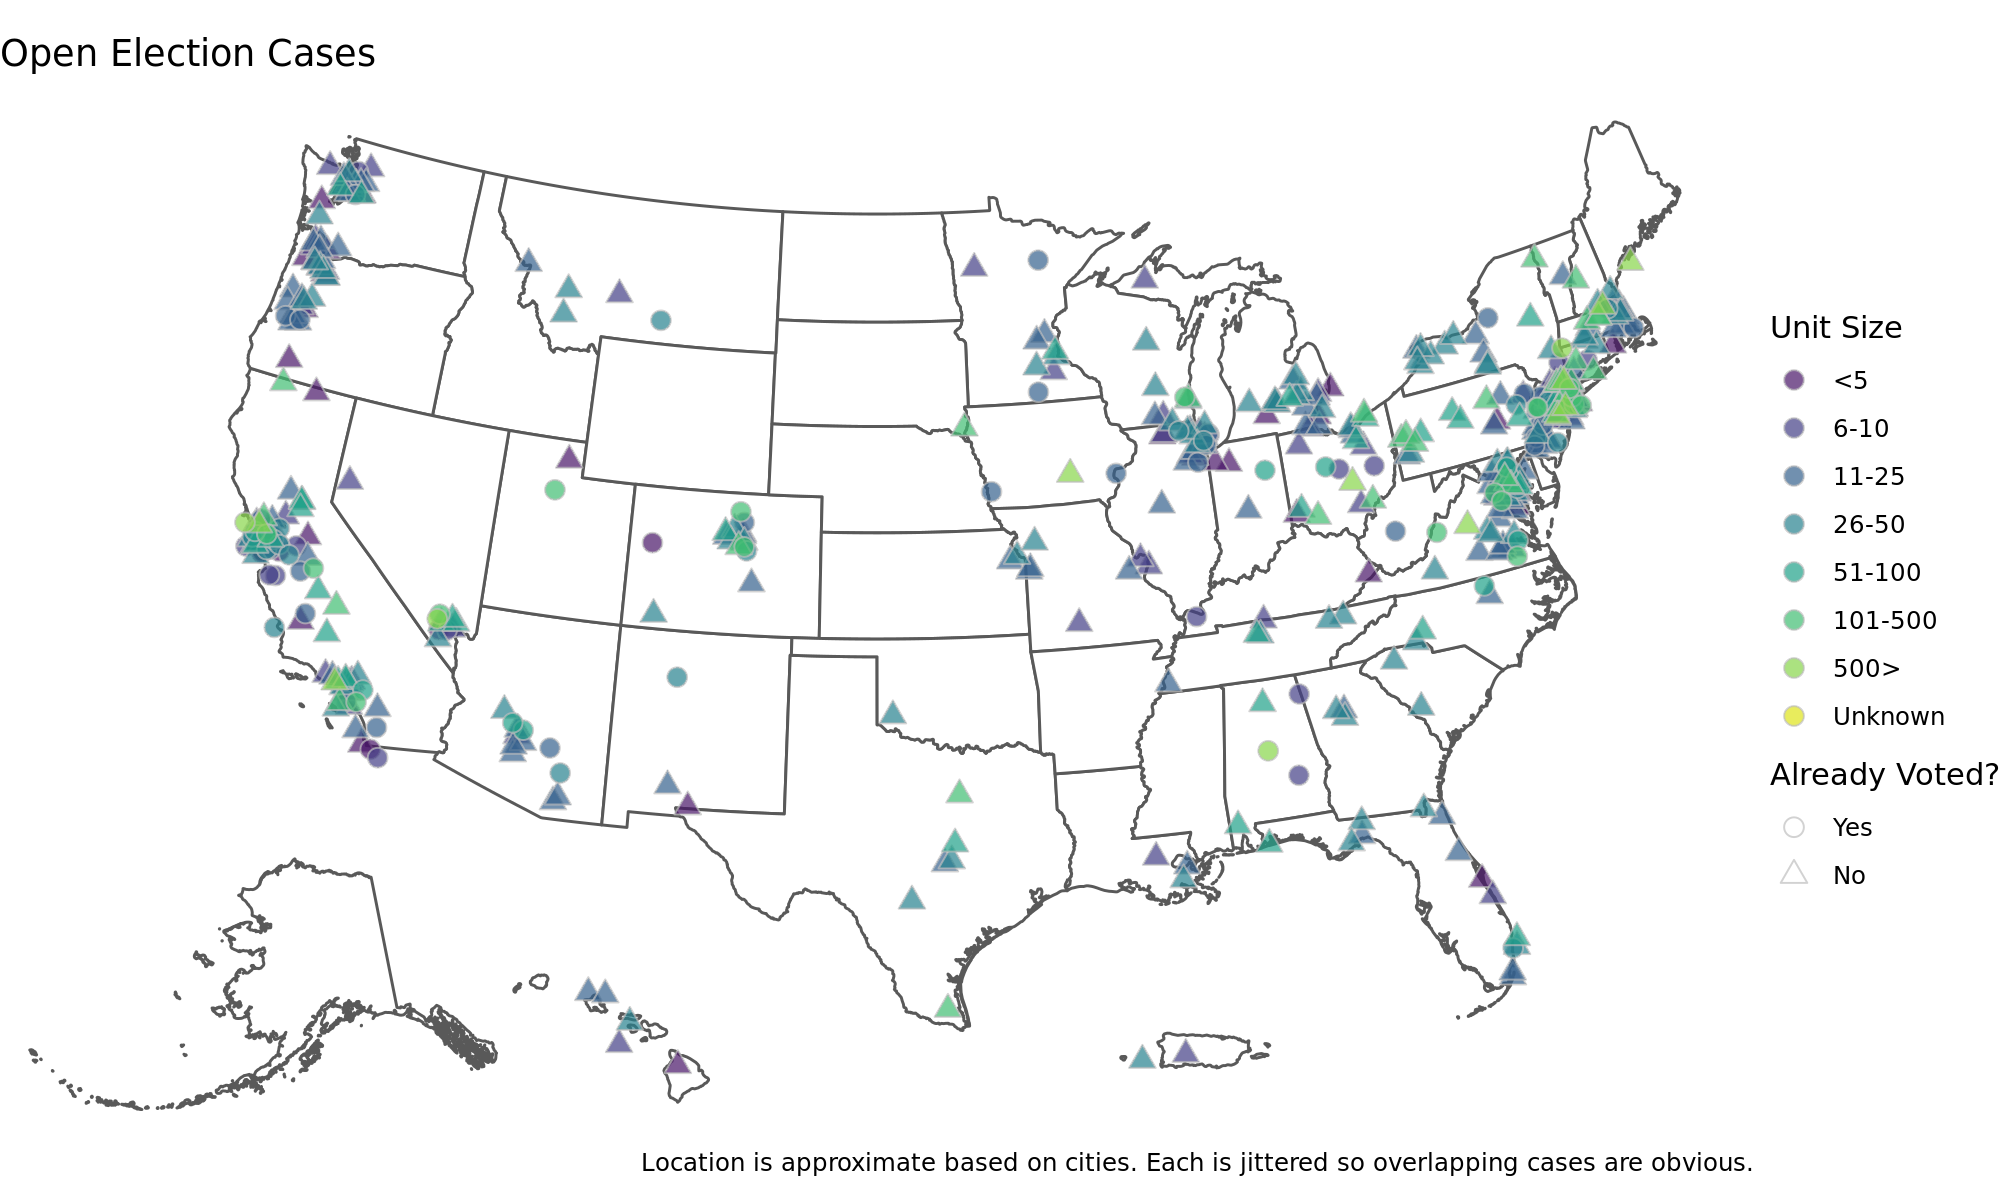 Open Election Cases
Unit Size
<5
6-10
11-25
26-50
51-100
101-500
500>
Unknown
Already Voted?
Yes
No
Location is approximate based on cities. Each is jittered so overlapping cases are obvious.